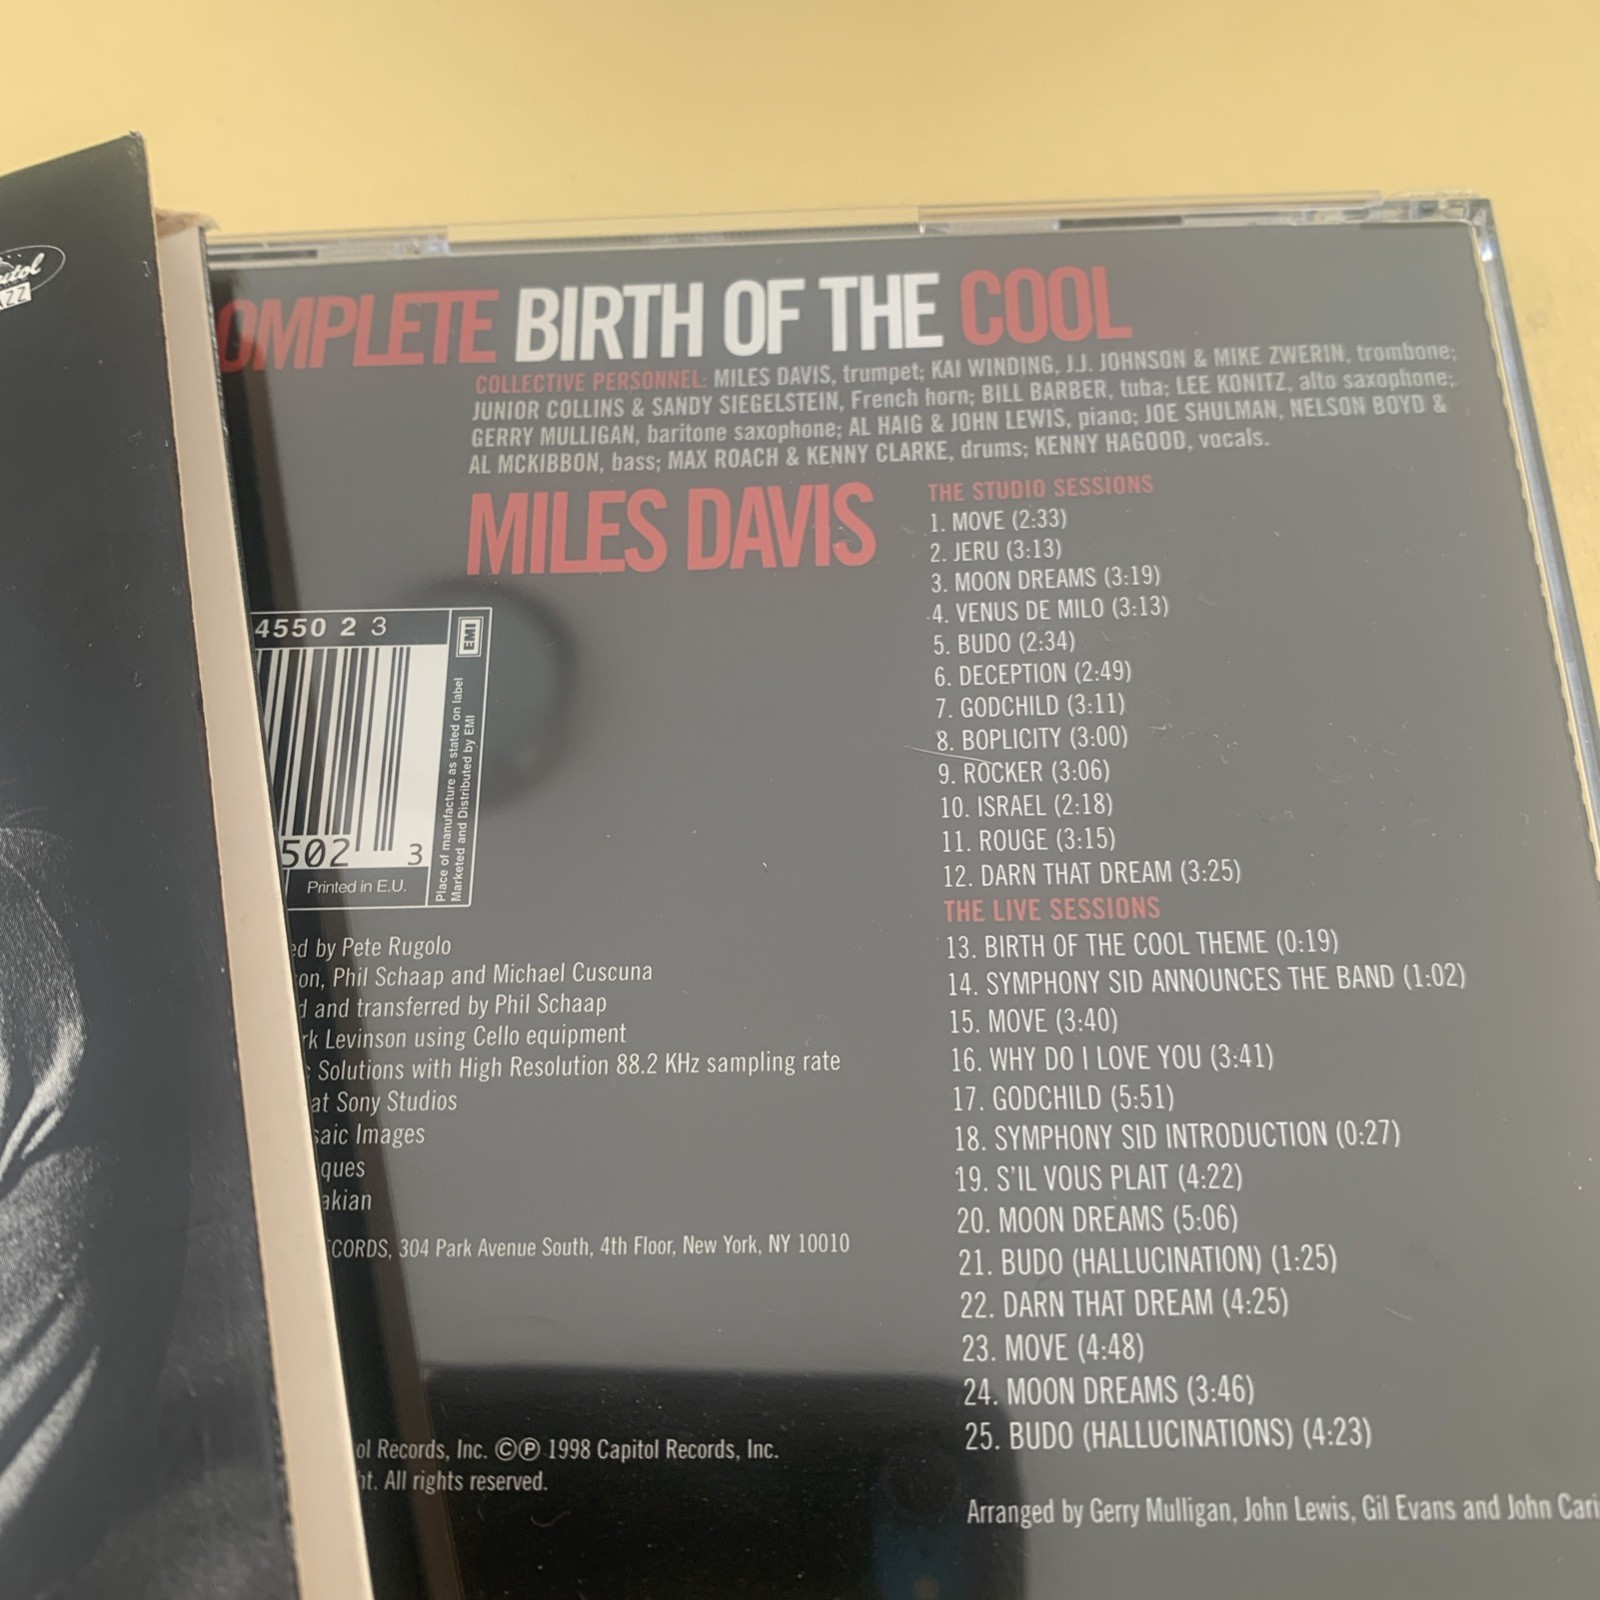 OMPLETE BIRTH OF THE COOL
COLLECTIVE PERSONNEL: MILES DAVIS, trumpet; KAI WINDING, J.J. JOHNSON & MIKE ZWERIN, trombone;
JUNIOR COLLINS & SANDY SIEGELSTEIN, French horn; BILL BARBER, tuba; LEE KONITZ, alto saxophone;
GERRY MULLIGAN, baritone saxophone; AL HAIG & JOHN LEWIS, piano; JOE SHULMAN, NELSON BOYD &
AL MCKIBBON, bass; MAX ROACH & KENNY CLARKE, drums; KENNY HAGOOD, vocals.
MILES DAVIS
4550 2 3
EMI
Place of manufacture as stated on label
Marketed and Distributed by EMI
502 3
Printed in E.U.
ed by Pete Rugolo
on, Phil Schaap and Michael Cuscuna
d and transferred by Phil Schaap
rk Levinson using Cello equipment
Solutions with High Resolution 88.2 KHz sampling rate
at Sony Studios
saic Images
ques
akian
CORDS, 304 Park Avenue South, 4th Floor, New York, NY 10010
ol Records, Inc. ©℗ 1998 Capitol Records, Inc.
ht. All rights reserved.
THE STUDIO SESSIONS
1. MOVE (2:33)
2. JERU (3:13)
3. MOON DREAMS (3:19)
4. VENUS DE MILO (3:13)
5. BUDO (2:34)
6. DECEPTION (2:49)
7. GODCHILD (3:11)
8. BOPLICITY (3:00)
9. ROCKER (3:06)
10. ISRAEL (2:18)
11. ROUGE (3:15)
12. DARN THAT DREAM (3:25)
THE LIVE SESSIONS
13. BIRTH OF THE COOL THEME (0:19)
14. SYMPHONY SID ANNOUNCES THE BAND (1:02)
15. MOVE (3:40)
16. WHY DO I LOVE YOU (3:41)
17. GODCHILD (5:51)
18. SYMPHONY SID INTRODUCTION (0:27)
19. S'IL VOUS PLAIT (4:22)
20. MOON DREAMS (5:06)
21. BUDO (HALLUCINATION) (1:25)
22. DARN THAT DREAM (4:25)
23. MOVE (4:48)
24. MOON DREAMS (3:46)
25. BUDO (HALLUCINATIONS) (4:23)
Arranged by Gerry Mulligan, John Lewis, Gil Evans and John Cari